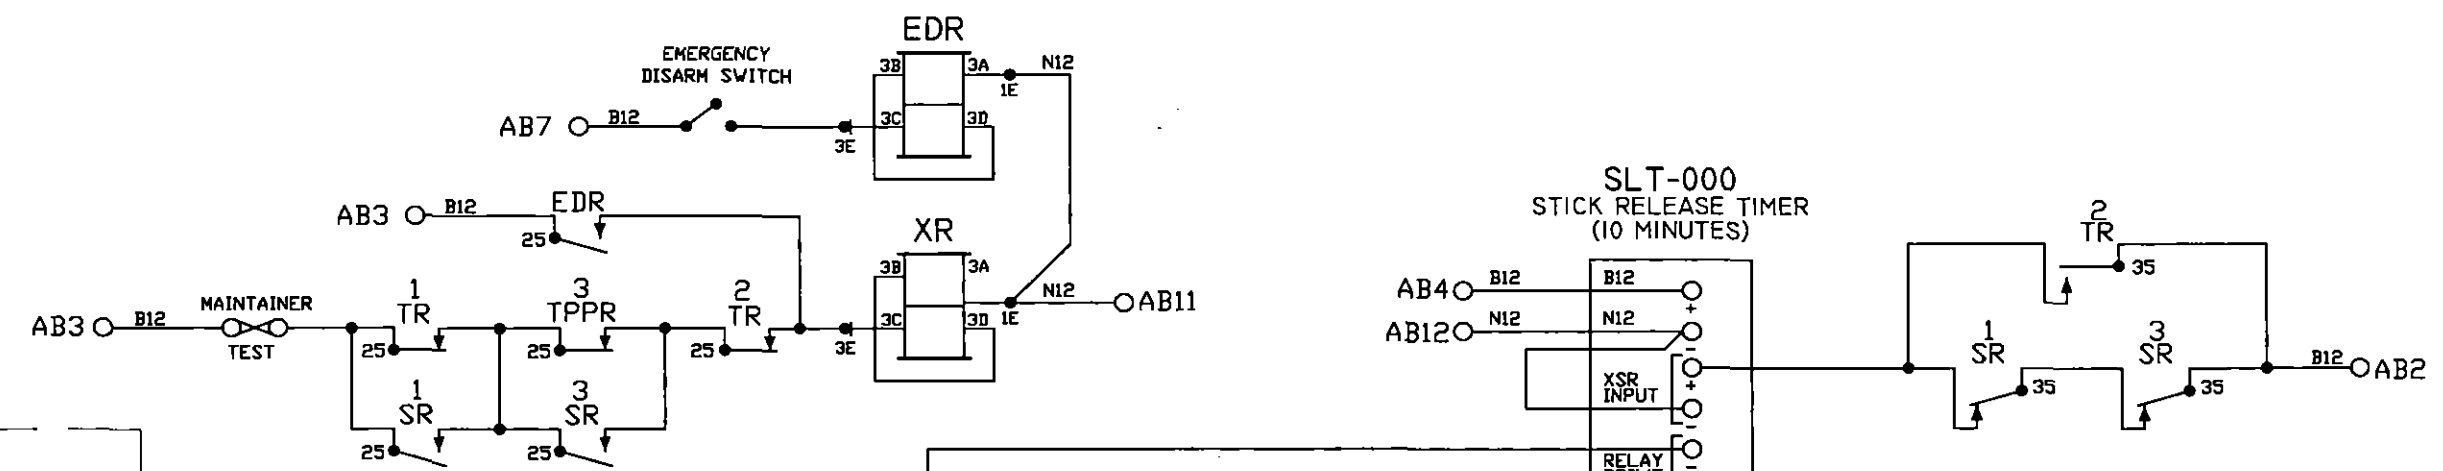 EDR
EMERGENCY
DISARM SWITCH
3B
3A
N12
1E
AB7
B12
3C
3D
3E
AB3
B12
EDR
25
XR
3B
3A
AB3
B12
MAINTAINER
TEST
1
TR
25
3
TPPR
25
2
TR
25
3E
3C
3D
1E
N12
AB11
1
SR
25
3
SR
25
SLT-000
STICK RELEASE TIMER
(10 MINUTES)
AB4
B12
B12
+
AB12
N12
N12
-
XSR
INPUT
+
-
RELAY
-
2
TR
35
1
SR
35
3
SR
35
B12
AB2